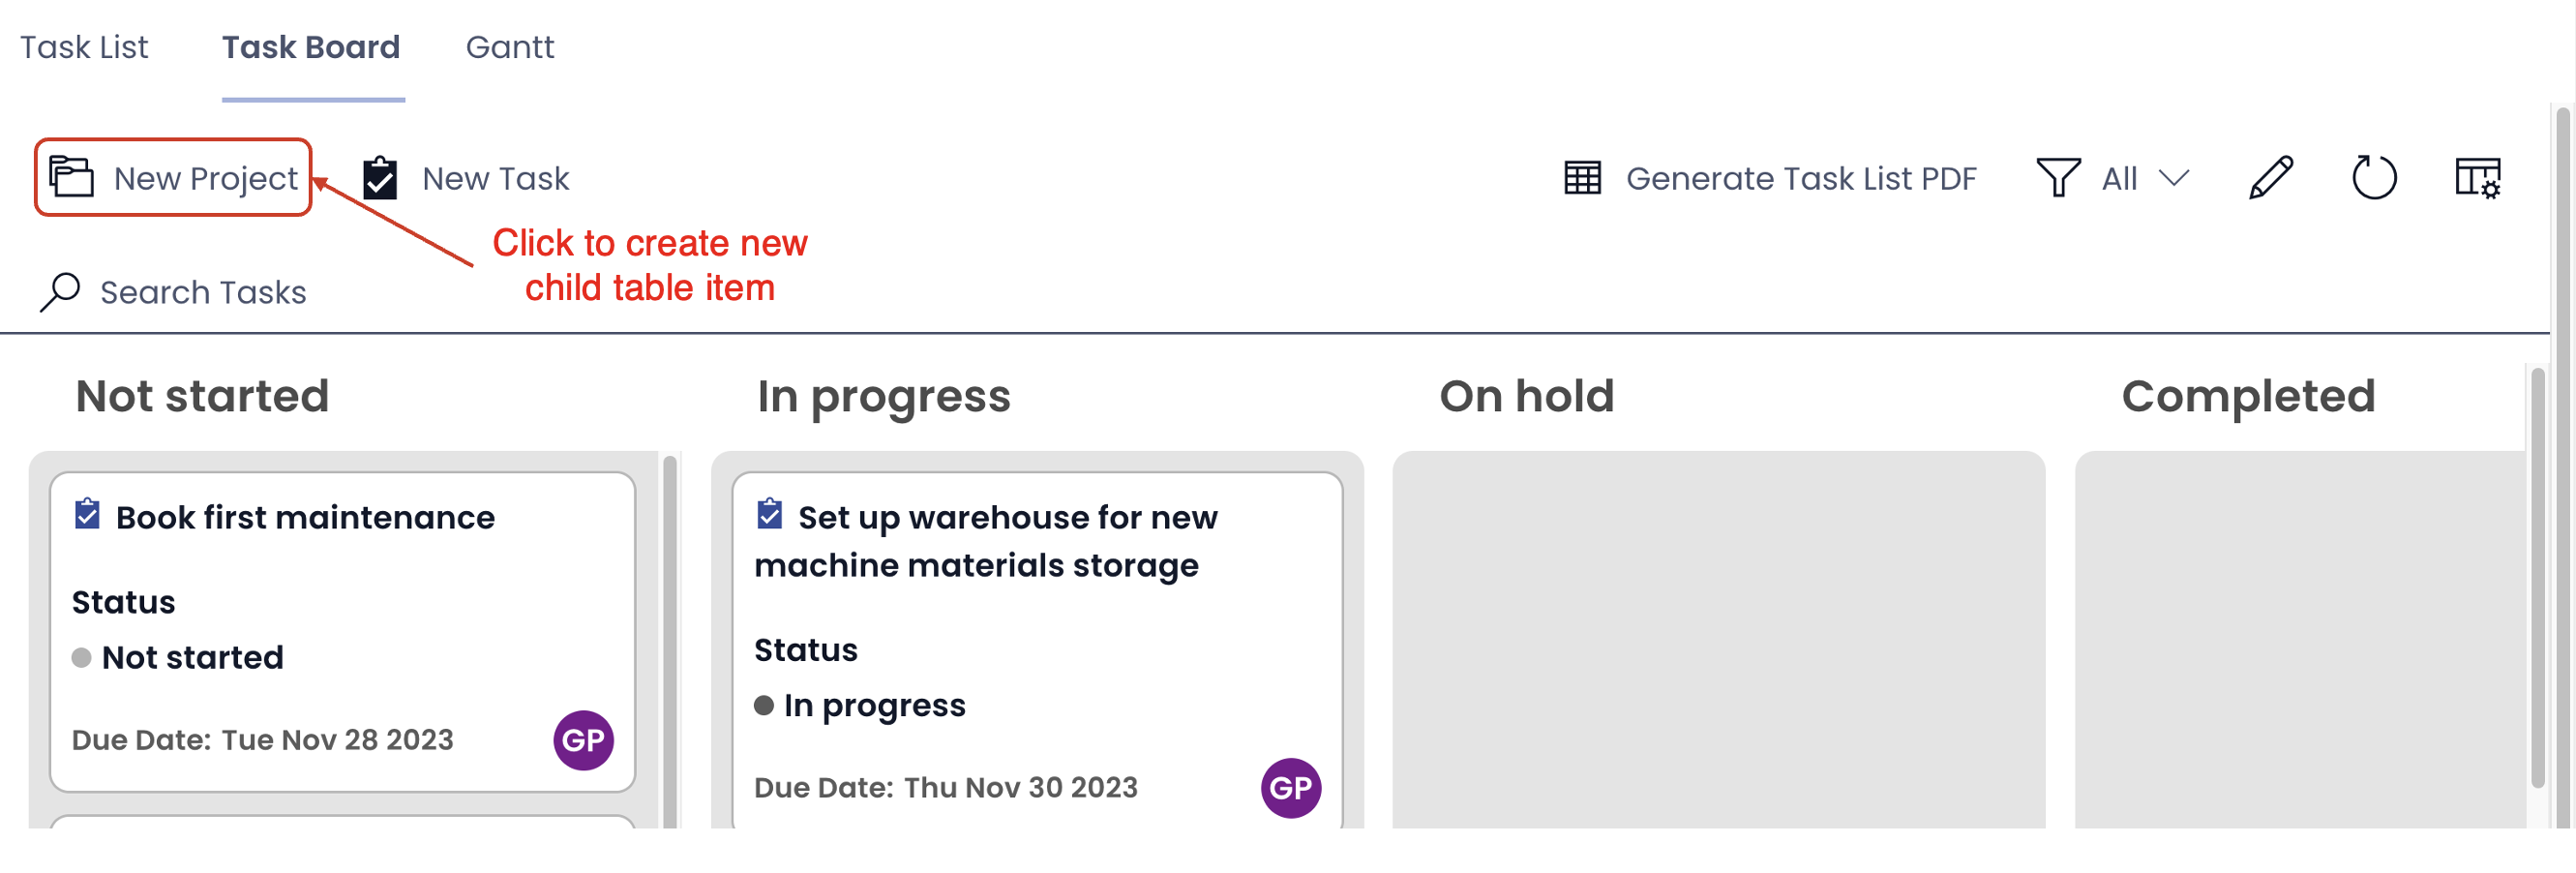 Task List Task Board Gantt
New Project New Task Generate Task List PDF All
Click to create new
child table item
Search Tasks
Not started In progress On hold Completed
Book first maintenance
Status
Not started
Due Date: Tue Nov 28 2023 GP
Set up warehouse for new
machine materials storage
Status
In progress
Due Date: Thu Nov 30 2023 GP